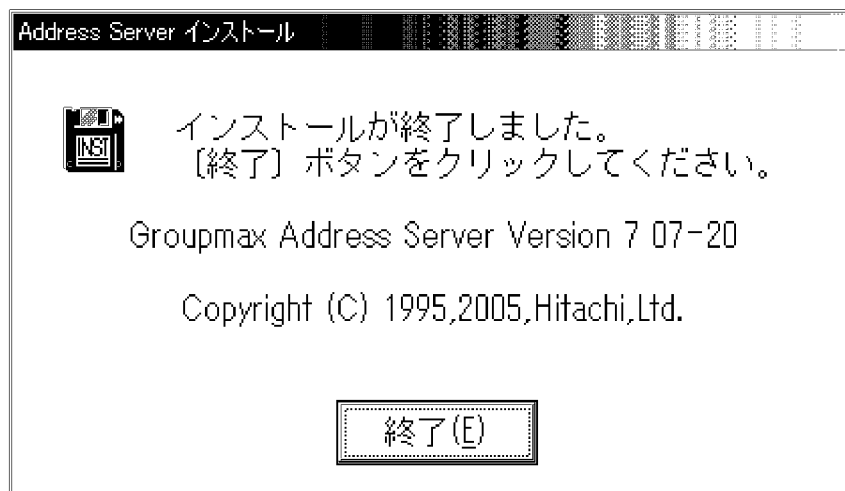 Address Server インストール
INST
インストールが終了しました。
〔終了〕ボタンをクリックしてください。
Groupmax Address Server Version 7 07-20
Copyright (C) 1995,2005,Hitachi,Ltd.
終了(E)